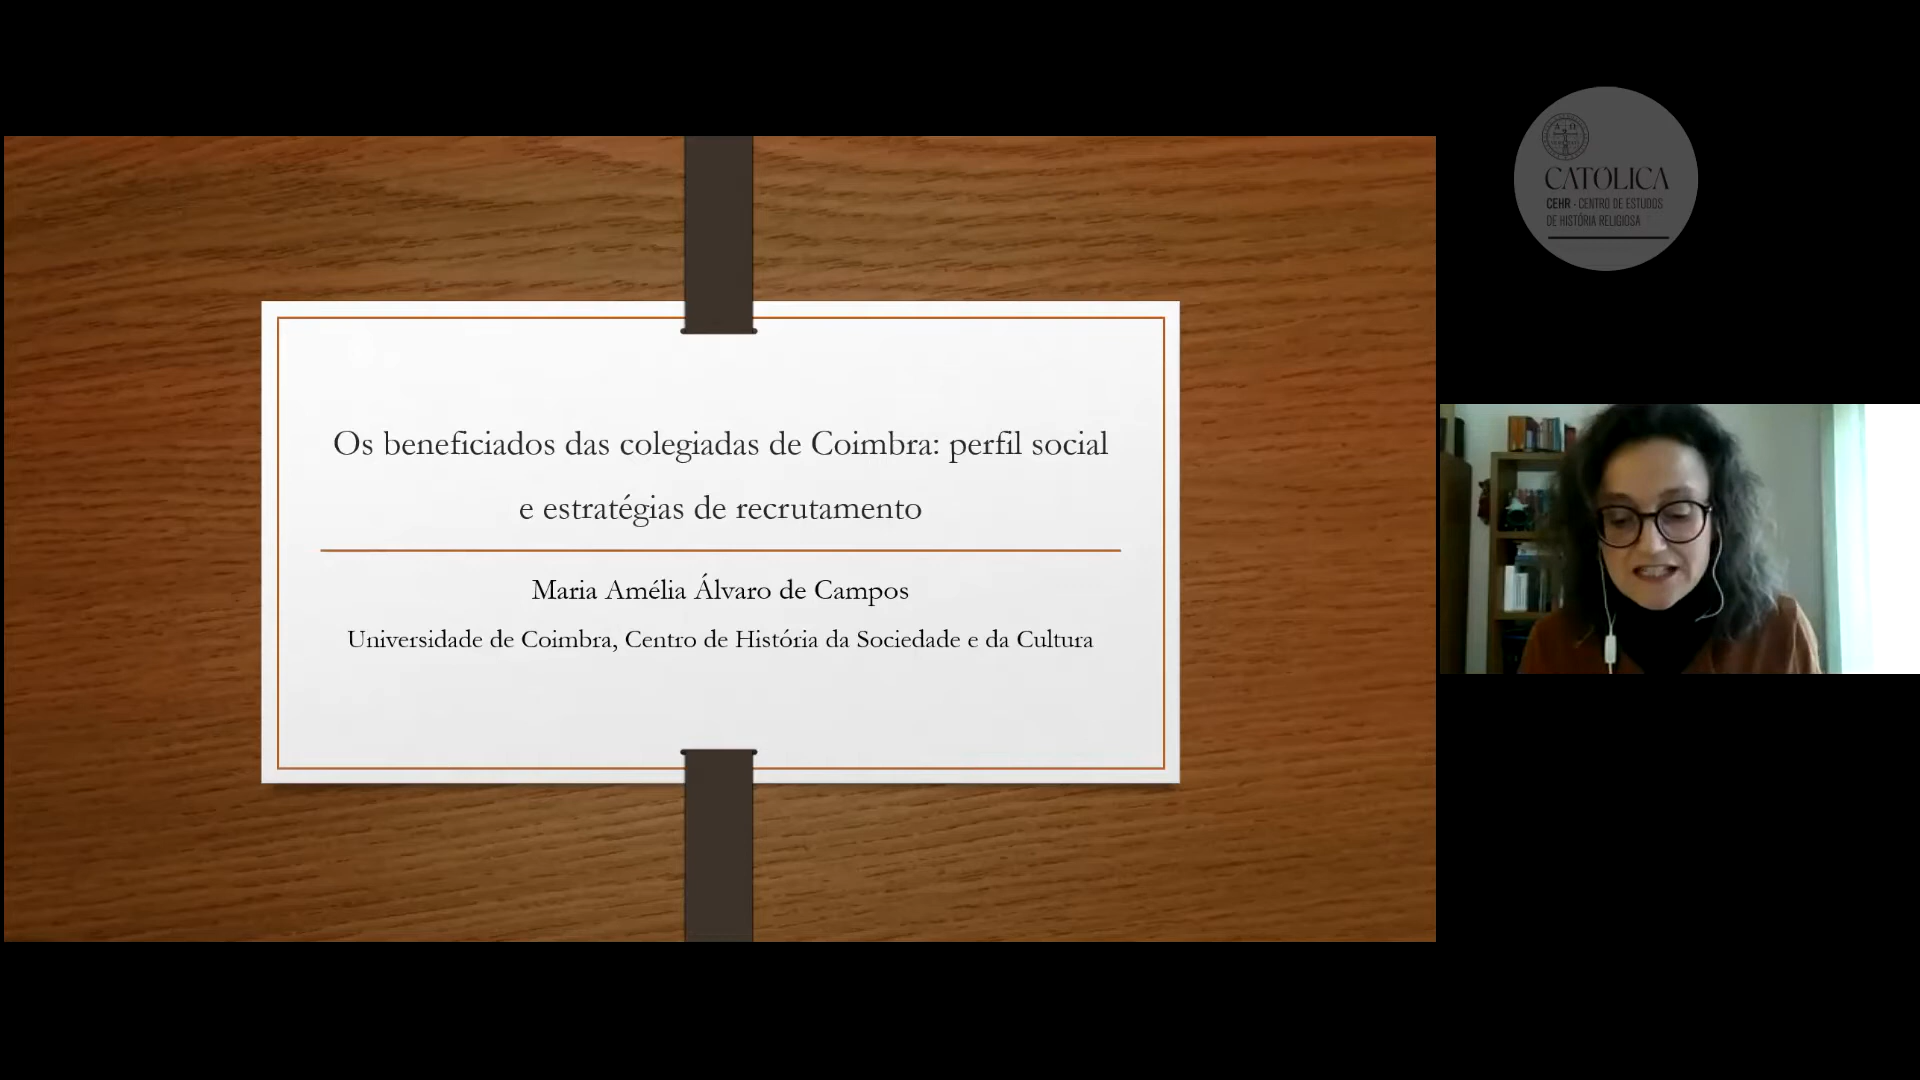 Os beneficiados das colegiadas de Coimbra: perfil social
e estratégias de recrutamento
Maria Amélia Álvaro de Campos
Universidade de Coimbra, Centro de História da Sociedade e da Cultura
CATÓLICA
CEHR - CENTRO DE ESTUDOS
DE HISTÓRIA RELIGIOSA